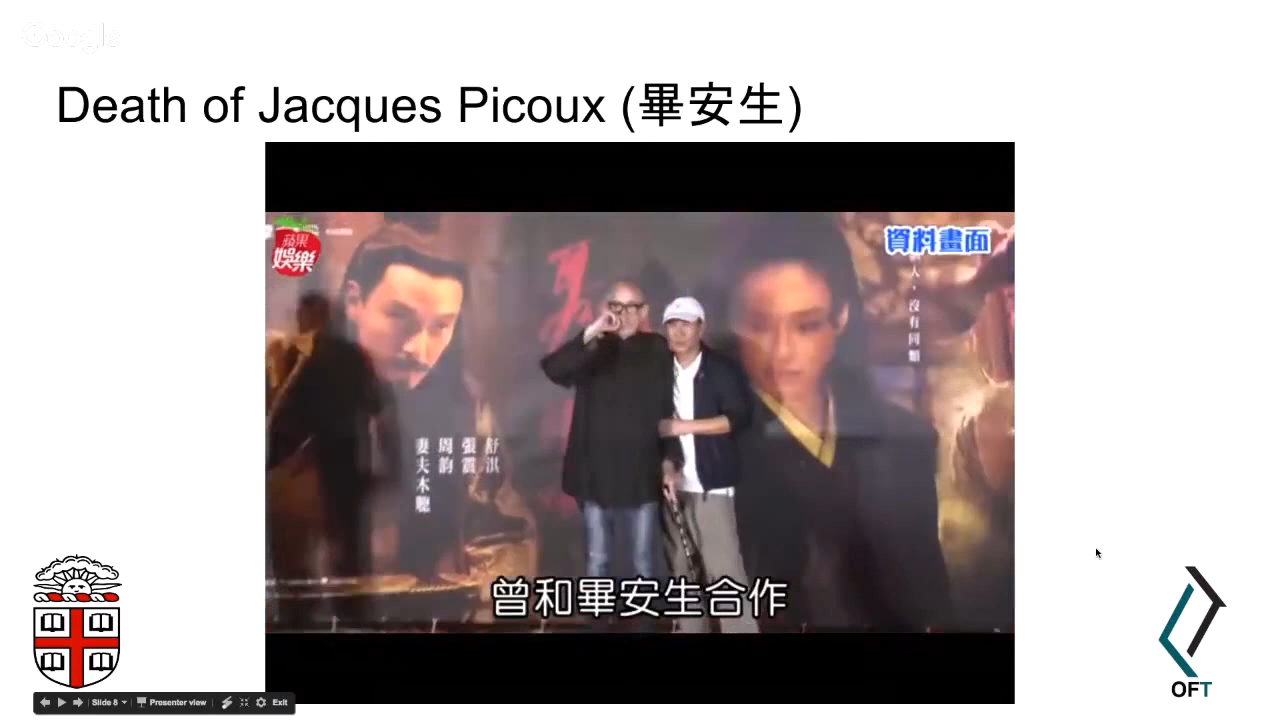 Google
Death of Jacques Picoux (畢安生)
蘋果
娛樂
資料畫面
人，沒有同類
舒淇
張震
周韵
妻夫木聰
曾和畢安生合作
Slide 8
Presenter view
Exit
OFT